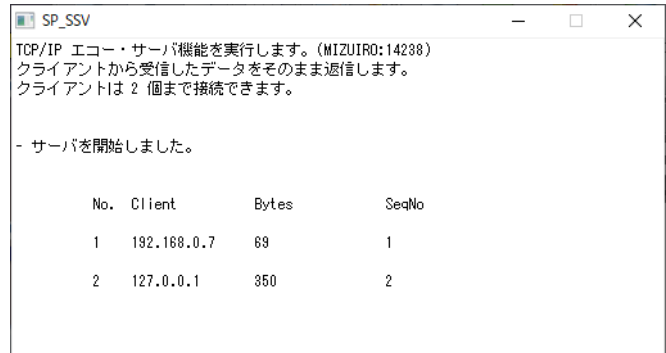 SP_SSV
TCP/IP エコー・サーバ機能を実行します。(MIZUIRO:14238)
クライアントから受信したデータをそのまま返信します。
クライアントは 2 個まで接続できます。
- サーバを開始しました。
No. Client Bytes SeqNo
1 192.168.0.7 69 1
2 127.0.0.1 350 2